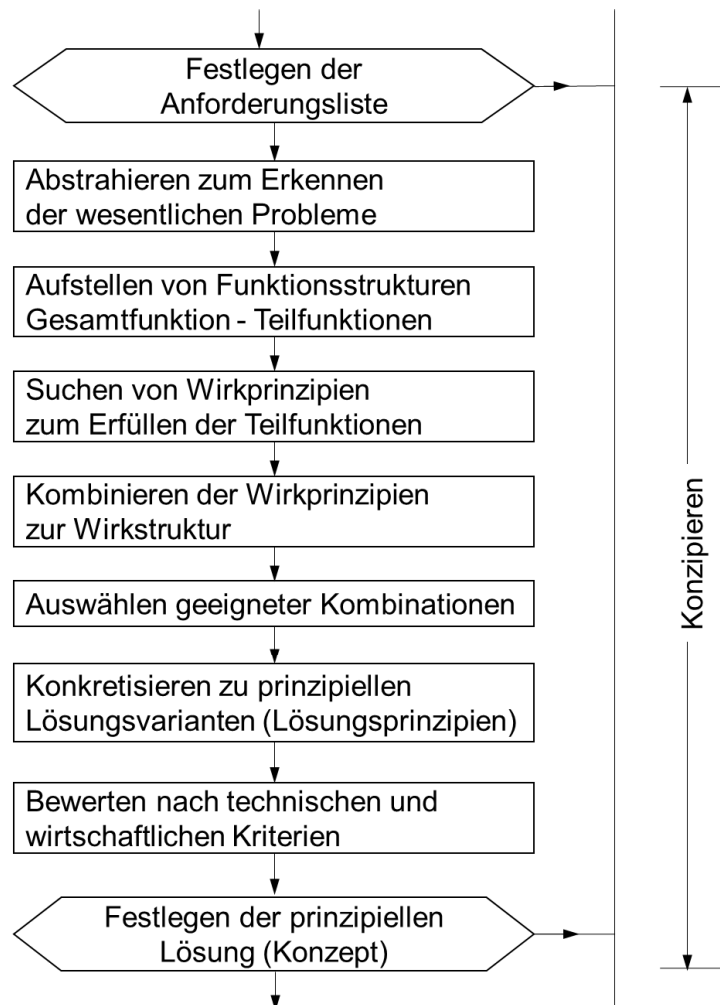 Festlegen der
Anforderungsliste
Abstrahieren zum Erkennen
der wesentlichen Probleme
Aufstellen von Funktionsstrukturen
Gesamtfunktion - Teilfunktionen
Suchen von Wirkprinzipien
zum Erfüllen der Teilfunktionen
Kombinieren der Wirkprinzipien
zur Wirkstruktur
Auswählen geeigneter Kombinationen
Konkretisieren zu prinzipiellen
Lösungsvarianten (Lösungsprinzipien)
Bewerten nach technischen und
wirtschaftlichen Kriterien
Festlegen der prinzipiellen
Lösung (Konzept)
Konzipieren